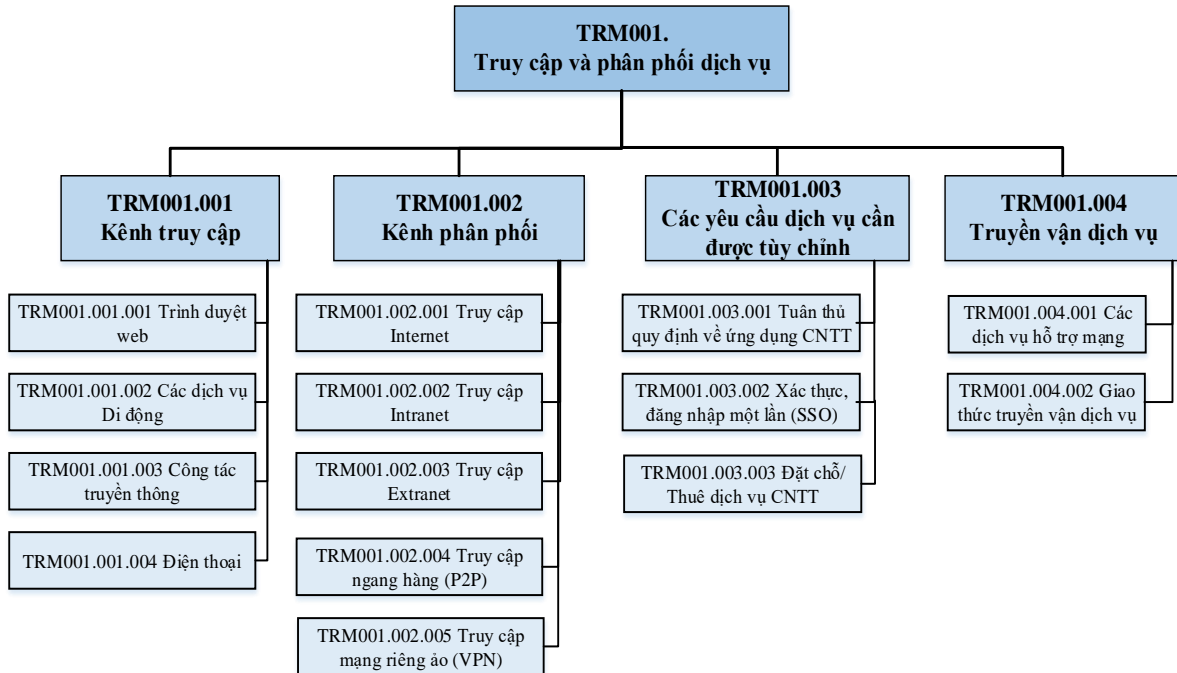 TRM001.
Truy cập và phân phối dịch vụ
TRM001.001
Kênh truy cập
TRM001.001.001 Trình duyệt
web
TRM001.001.002 Các dịch vụ
Di động
TRM001.001.003 Công tác
truyền thông
TRM001.001.004 Điện thoại
TRM001.002
Kênh phân phối
TRM001.002.001 Truy cập
Internet
TRM001.002.002 Truy cập
Intranet
TRM001.002.003 Truy cập
Extranet
TRM001.002.004 Truy cập
ngang hàng (P2P)
TRM001.002.005 Truy cập
mạng riêng ảo (VPN)
TRM001.003
Các yêu cầu dịch vụ cần
được tùy chỉnh
TRM001.003.001 Tuân thủ
quy định về ứng dụng CNTT
TRM001.003.002 Xác thực,
đăng nhập một lần (SSO)
TRM001.003.003 Đặt chỗ/
Thuê dịch vụ CNTT
TRM001.004
Truyền vận dịch vụ
TRM001.004.001 Các
dịch vụ hỗ trợ mạng
TRM001.004.002 Giao
thức truyền vận dịch vụ